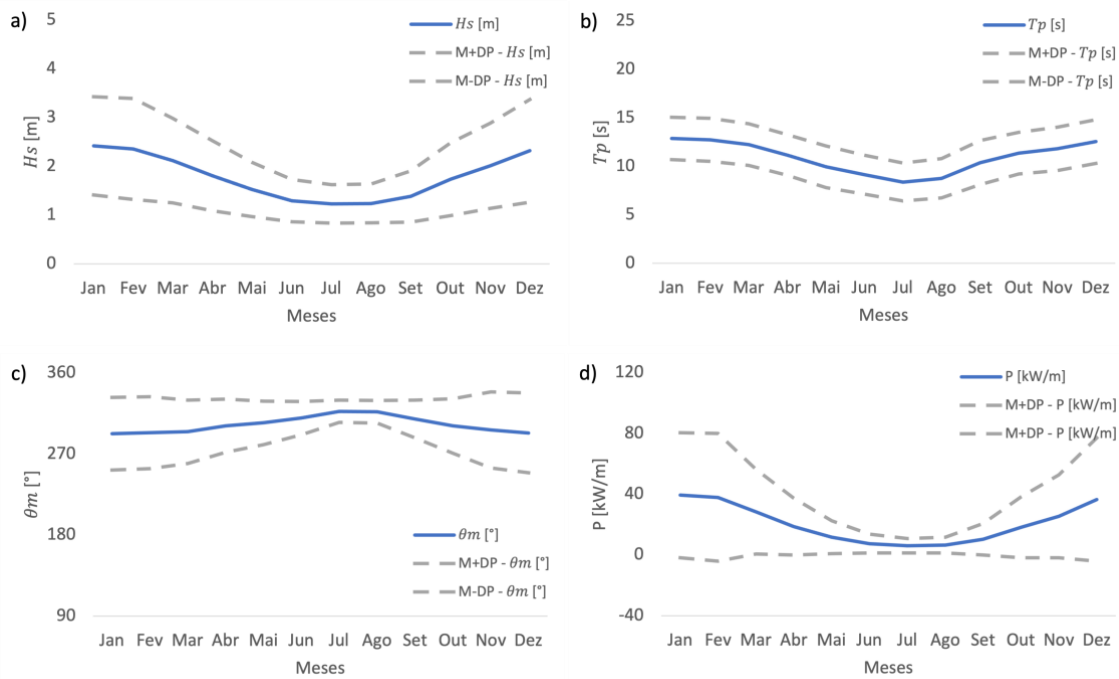 a)
5
4
3
2
1
0
Hs [m]
Hs [m]
M+DP - Hs [m]
M-DP - Hs [m]
Jan Fev Mar Abr Mai Jun Jul Ago Set Out Nov Dez
Meses
b)
25
20
15
10
5
0
Tp [s]
Tp [s]
M+DP - Tp [s]
M-DP - Tp [s]
Jan Fev Mar Abr Mai Jun Jul Ago Set Out Nov Dez
Meses
c)
360
270
180
90
θm [°]
θm [°]
M+DP - θm [°]
M-DP - θm [°]
Jan Fev Mar Abr Mai Jun Jul Ago Set Out Nov Dez
Meses
d)
120
80
40
0
-40
P [kW/m]
P [kW/m]
M+DP - P [kW/m]
M+DP - P [kW/m]
Jan Fev Mar Abr Mai Jun Jul Ago Set Out Nov Dez
Meses